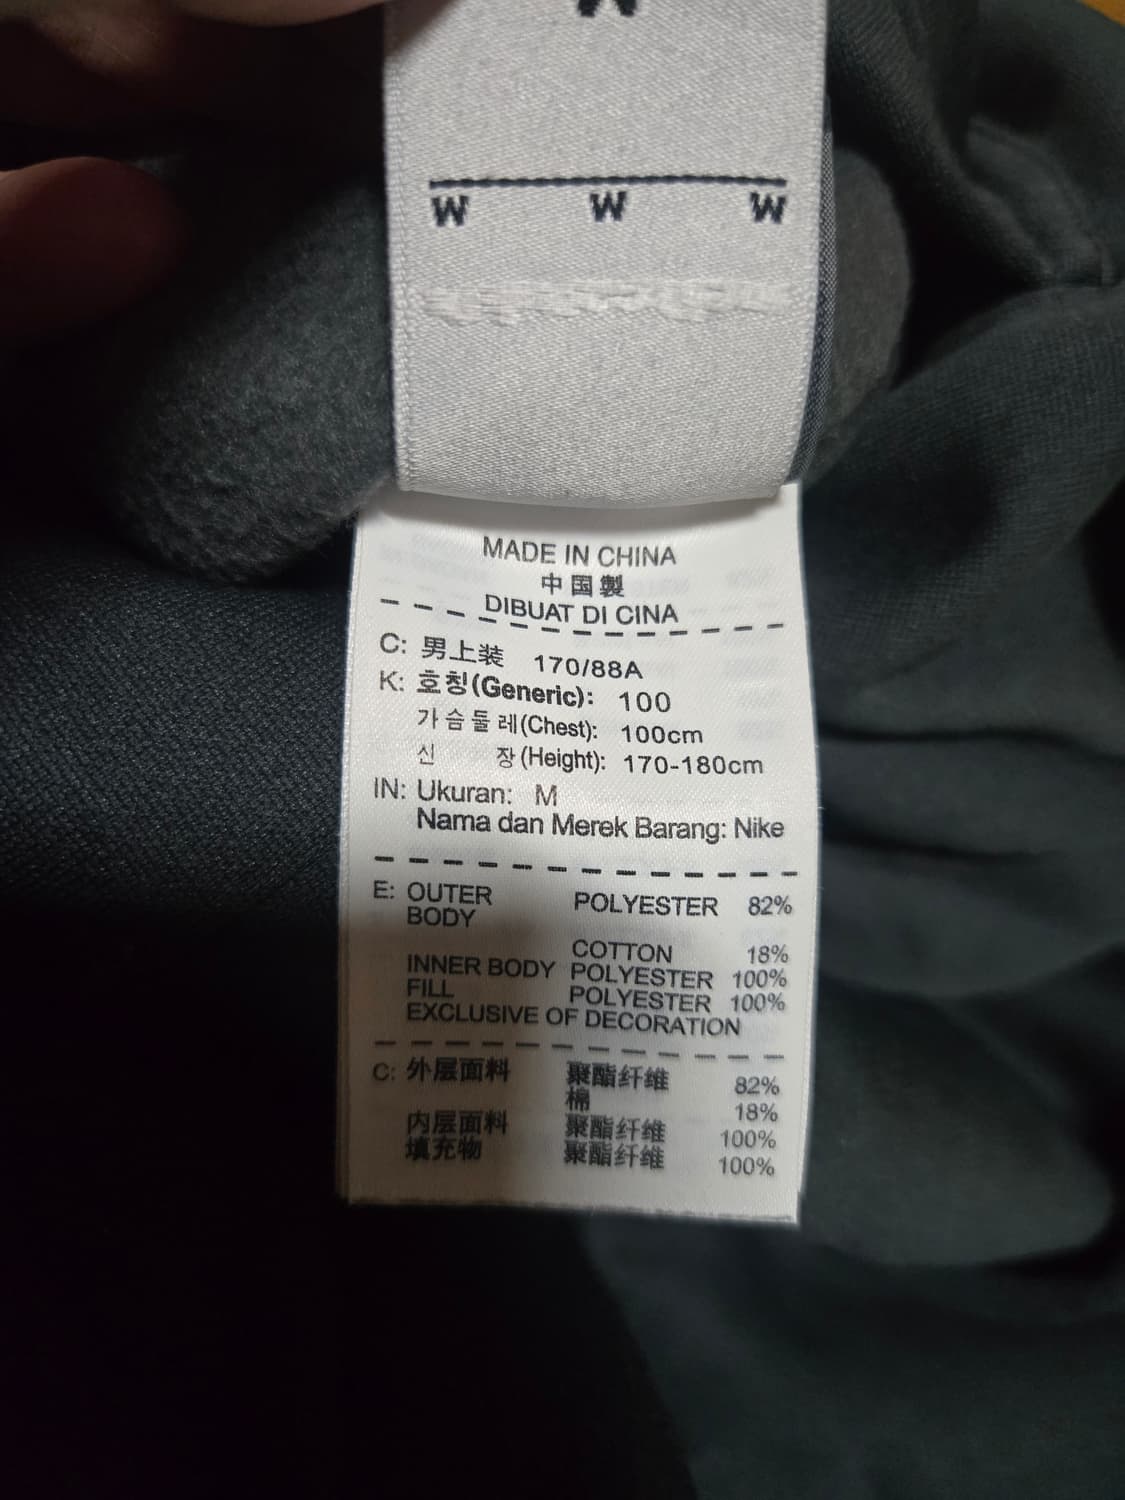 M M M
MADE IN CHINA
中国製
DIBUAT DI CINA
C: 男上装 170/88A
K: 호칭(Generic): 100
가슴둘레(Chest): 100cm
신 장(Height): 170-180cm
IN: Ukuran: M
Nama dan Merek Barang: Nike
E: OUTER BODY POLYESTER 82%
COTTON 18%
INNER BODY POLYESTER 100%
FILL POLYESTER 100%
EXCLUSIVE OF DECORATION
C: 外层面料 聚酯纤维 82%
棉 18%
内层面料 聚酯纤维 100%
填充物 聚酯纤维 100%